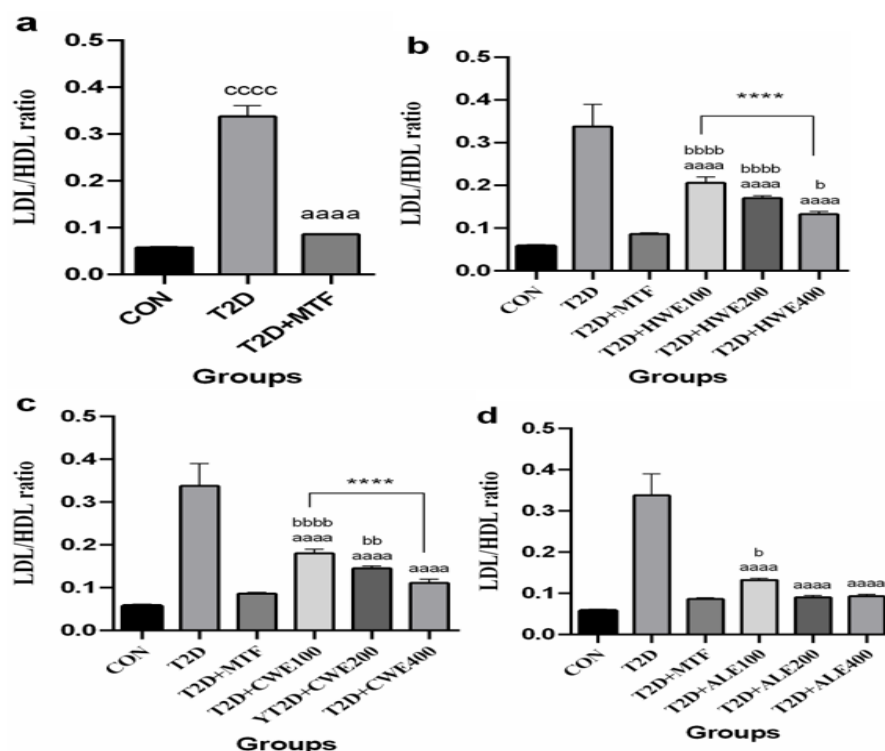 a
LDL/HDL ratio
0.5
0.4
0.3
0.2
0.1
0.0
cccc
aaaa
CON
T2D
T2D+MTF
Groups
b
LDL/HDL ratio
0.5
0.4
0.3
0.2
0.1
0.0
****
bbbb
aaaa
bbbb
aaaa
b
aaaa
CON
T2D
T2D+MTF
T2D+HWE100
T2D+HWE200
T2D+HWE400
Groups
c
LDL/HDL ratio
0.5
0.4
0.3
0.2
0.1
0.0
****
bbbb
aaaa
bb
aaaa
aaaa
CON
T2D
T2D+MTF
T2D+CWE100
YT2D+CWE200
T2D+CWE400
Groups
d
LDL/HDL ratio
0.5
0.4
0.3
0.2
0.1
0.0
b
aaaa
aaaa
aaaa
CON
T2D
T2D+MTF
T2D+ALE100
T2D+ALE200
T2D+ALE400
Groups